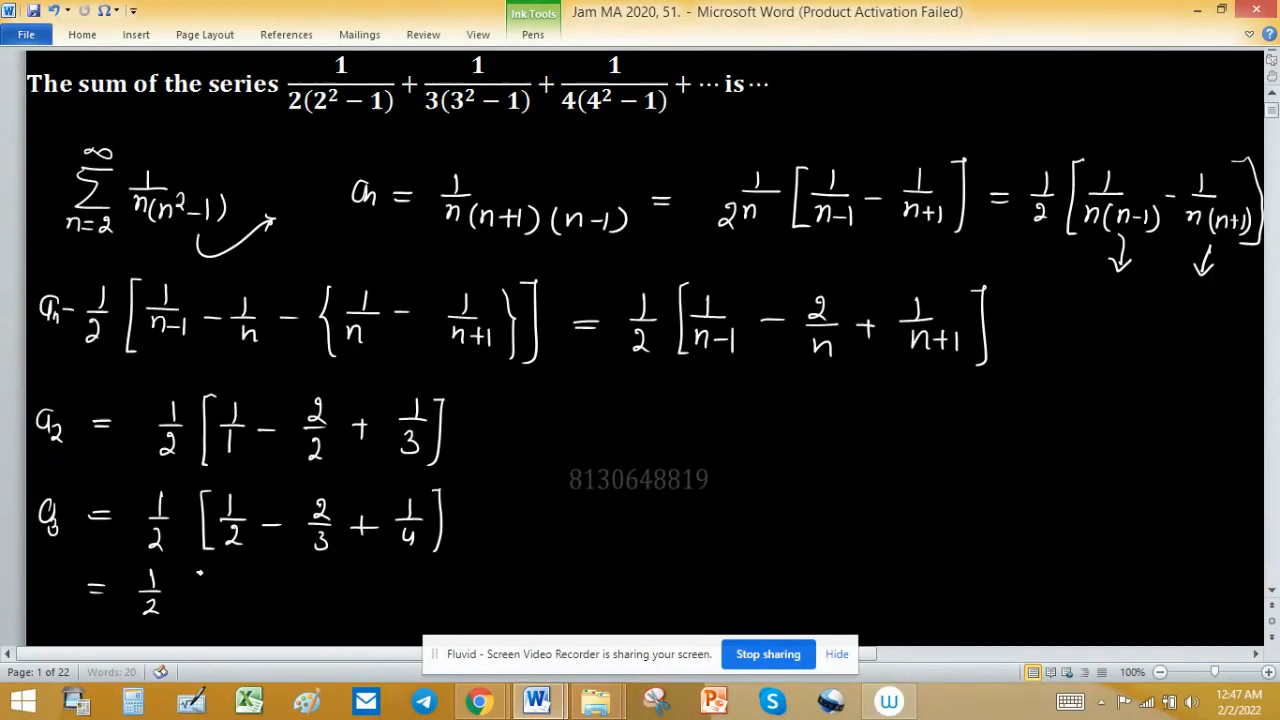 Ink Tools
Jam MA 2020, 51. - Microsoft Word (Product Activation Failed)
File Home Insert Page Layout References Mailings Review View Pens
The sum of the series 1/(2(2² − 1)) + 1/(3(3² − 1)) + 1/(4(4² − 1)) + ⋯ is ⋯
∞ ∑ n=2 1/n(n²-1) an = 1/n(n+1)(n-1) = 1/2n [1/n-1 - 1/n+1] = 1/2 [1/n(n-1) - 1/n(n+1)]
an - 1/2 [1/n-1 - 1/n - {1/n - 1/n+1}] = 1/2 [1/n-1 - 2/n + 1/n+1]
a2 = 1/2 [1/1 - 2/2 + 1/3]
8130648819
a3 = 1/2 [1/2 - 2/3 + 1/4]
= 1/2
Fluvid - Screen Video Recorder is sharing your screen. Stop sharing Hide
Page: 1 of 22 Words: 20 100%
12:47 AM
2/2/2022